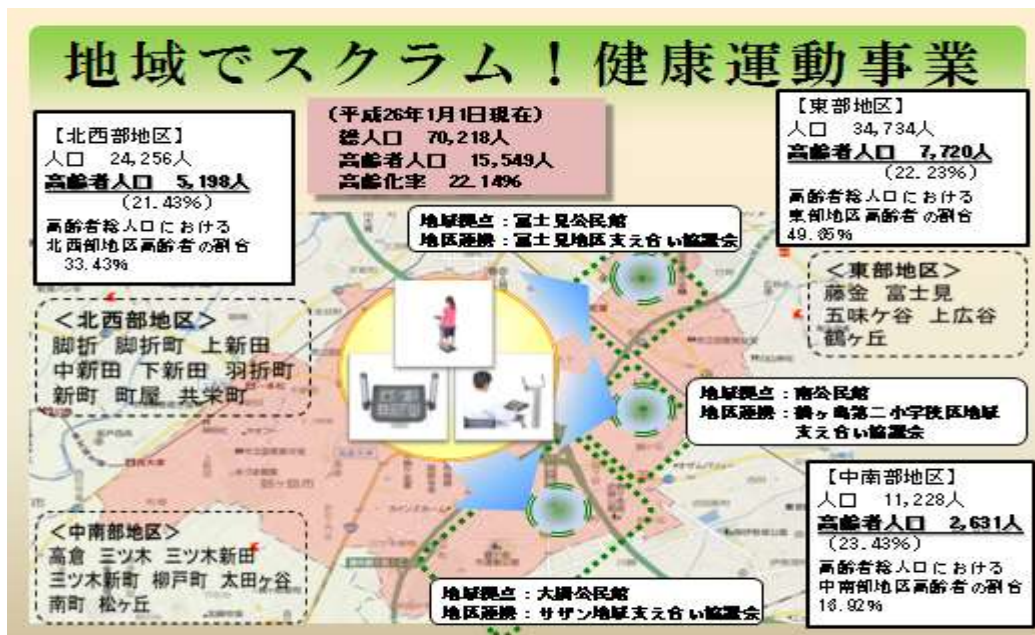 地域でスクラム！健康運動事業
【北西部地区】
人口　24,256人
高齢者人口　5,198人
(21.43%)
高齢者総人口における
北西部地区高齢者の割合
33.43%
(平成26年1月1日現在)
総人口　70,218人
高齢者人口　15,549人
高齢化率　22.14%
【東部地区】
人口　34,734人
高齢者人口　7,720人
(22.23%)
高齢者総人口における
東部地区高齢者の割合
49.65%
地域拠点：富士見公民館
地区連携：富士見地区支え合い協議会
＜東部地区＞
藤金　富士見
五味ケ谷　上広谷
鶴ヶ丘
＜北西部地区＞
脚折　脚折町　上新田
中新田　下新田　羽折町
新町　町屋　共栄町
地域拠点：南公民館
地区連携：鶴ヶ島第二小学校区地域
支え合い協議会
【中南部地区】
人口　11,228人
高齢者人口　2,631人
(23.43%)
高齢者総人口における
中南部地区高齢者の割合
16.92%
＜中南部地区＞
高倉　三ツ木　三ツ木新田
三ツ木新町　柳戸町　太田ヶ谷
南町　松ヶ丘
地域拠点：大橋公民館
地区連携：サザン地域支え合い協議会